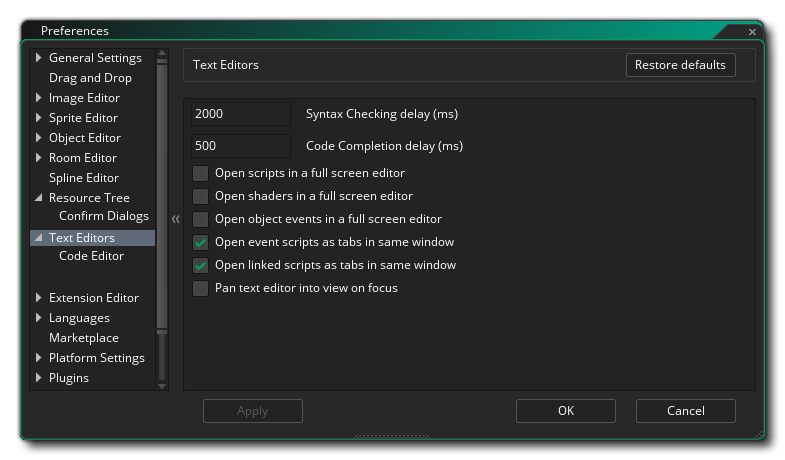 Preferences
General Settings
Drag and Drop
Image Editor
Sprite Editor
Object Editor
Room Editor
Spline Editor
Resource Tree
Confirm Dialogs
Text Editors
Code Editor
Extension Editor
Languages
Marketplace
Platform Settings
Plugins
Text Editors
Restore defaults
2000 Syntax Checking delay (ms)
500 Code Completion delay (ms)
Open scripts in a full screen editor
Open shaders in a full screen editor
Open object events in a full screen editor
Open event scripts as tabs in same window
Open linked scripts as tabs in same window
Pan text editor into view on focus
Apply
OK
Cancel